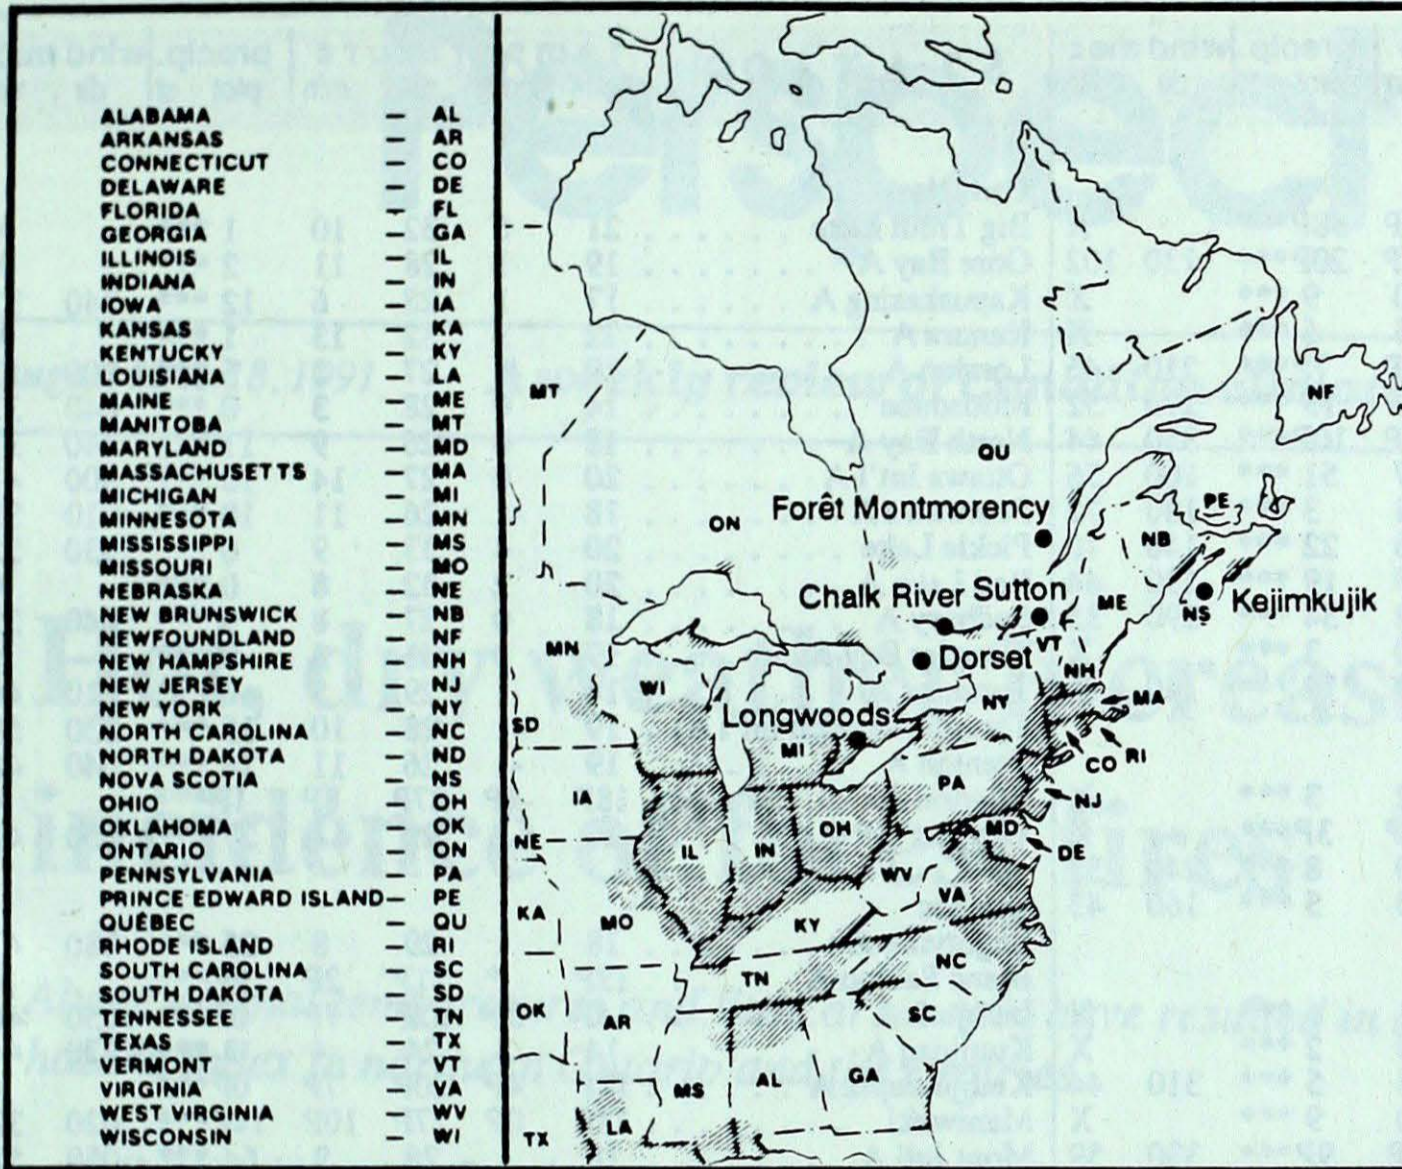 ALABAMA — AL
ARKANSAS — AR
CONNECTICUT — CO
DELAWARE — DE
FLORIDA — FL
GEORGIA — GA
ILLINOIS — IL
INDIANA — IN
IOWA — IA
KANSAS — KA
KENTUCKY — KY
LOUISIANA — LA
MAINE — ME
MANITOBA — MT
MARYLAND — MD
MASSACHUSETTS — MA
MICHIGAN — MI
MINNESOTA — MN
MISSISSIPPI — MS
MISSOURI — MO
NEBRASKA — NE
NEW BRUNSWICK — NB
NEWFOUNDLAND — NF
NEW HAMPSHIRE — NH
NEW JERSEY — NJ
NEW YORK — NY
NORTH CAROLINA — NC
NORTH DAKOTA — ND
NOVA SCOTIA — NS
OHIO — OH
OKLAHOMA — OK
ONTARIO — ON
PENNSYLVANIA — PA
PRINCE EDWARD ISLAND — PE
QUÉBEC — QU
RHODE ISLAND — RI
SOUTH CAROLINA — SC
SOUTH DAKOTA — SD
TENNESSEE — TN
TEXAS — TX
VERMONT — VT
VIRGINIA — VA
WEST VIRGINIA — WV
WISCONSIN — WI
MT
NF
QU
ON
Forêt Montmorency
PE
NB
Chalk River
Sutton
ME
NS
Kejimkujik
MN
VT
Dorset
NH
WI
NY
MA
SD
Longwoods
MI
RI
CO
IA
PA
NJ
OH
MD
NE
IL
IN
DE
WV
VA
KA
MO
KY
NC
TN
OK
AR
SC
MS
AL
GA
LA
TX